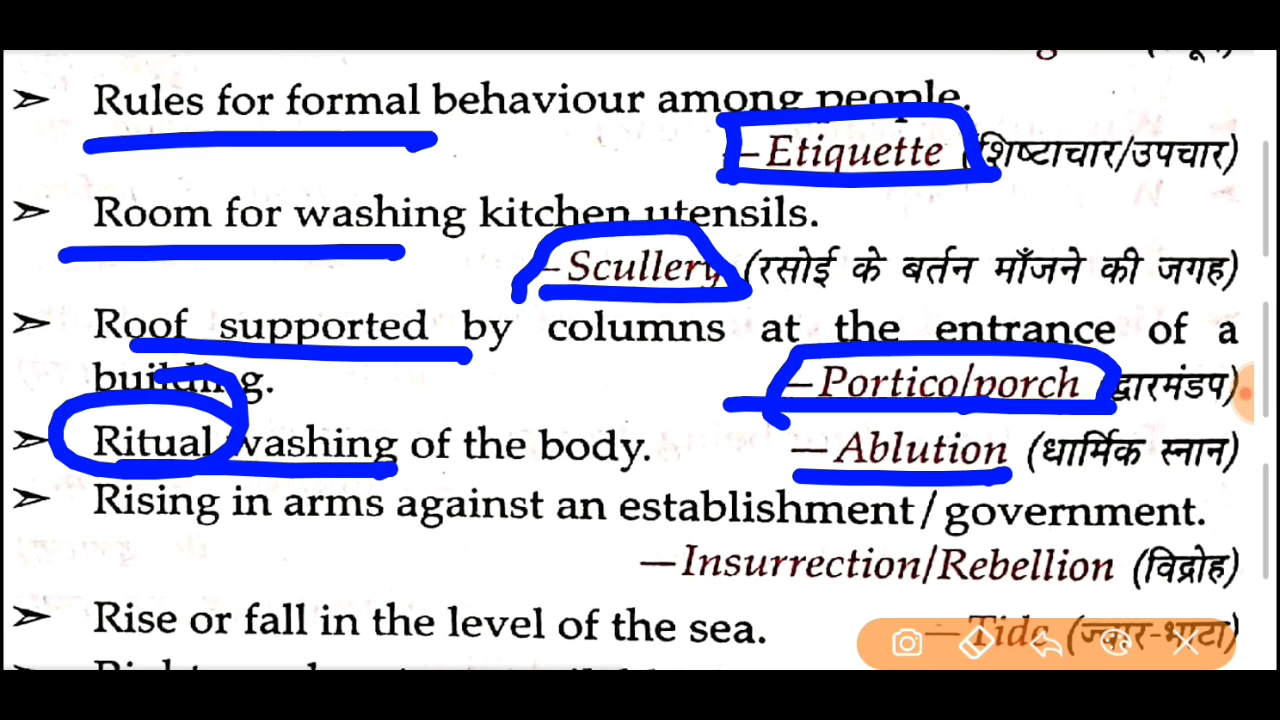 ➢ Rules for formal behaviour among people.
—Etiquette (शिष्टाचार/उपचार)
➢ Room for washing kitchen utensils.
—Scullery (रसोई के बर्तन माँजने की जगह)
➢ Roof supported by columns at the entrance of a
building. —Portico/porch (द्वारमंडप)
➢ Ritual washing of the body. —Ablution (धार्मिक स्नान)
➢ Rising in arms against an establishment/government.
—Insurrection/Rebellion (विद्रोह)
➢ Rise or fall in the level of the sea. —Tide (ज्वार-भाटा)